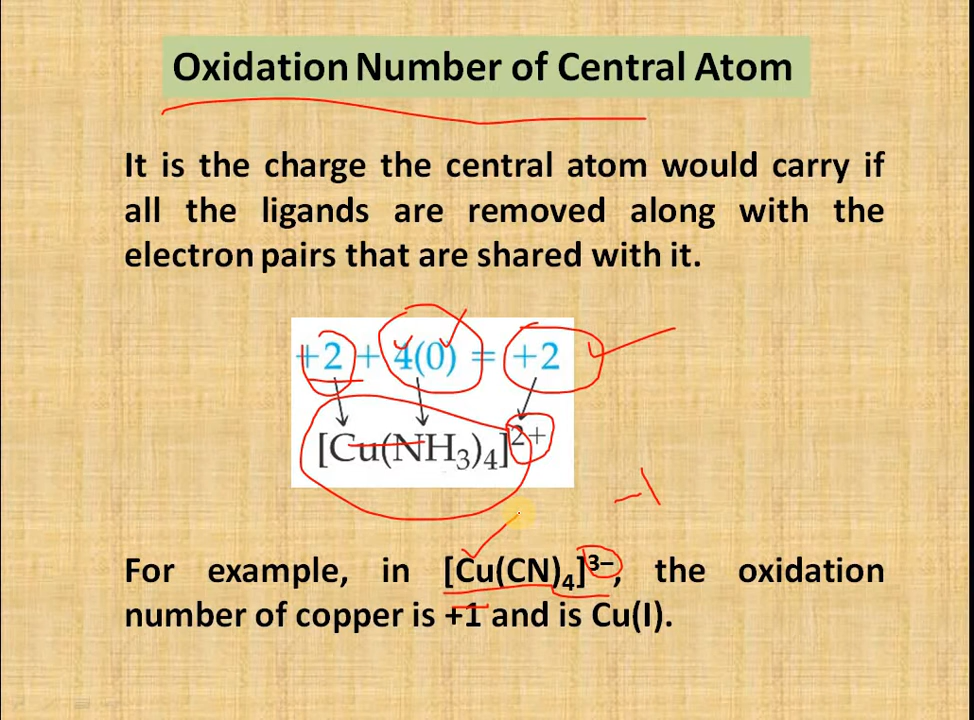 Oxidation Number of Central Atom
It is the charge the central atom would carry if
all the ligands are removed along with the
electron pairs that are shared with it.
+2 + 4(0) = +2
[Cu(NH₃)₄]²⁺
−1
For example, in [Cu(CN)₄]³⁻, the oxidation
number of copper is +1 and is Cu(I).